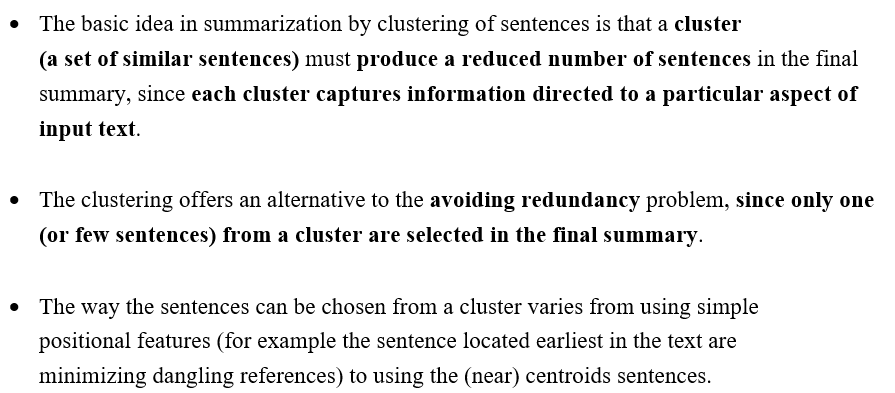 • The basic idea in summarization by clustering of sentences is that a cluster
(a set of similar sentences) must produce a reduced number of sentences in the final
summary, since each cluster captures information directed to a particular aspect of
input text.
• The clustering offers an alternative to the avoiding redundancy problem, since only one
(or few sentences) from a cluster are selected in the final summary.
• The way the sentences can be chosen from a cluster varies from using simple
positional features (for example the sentence located earliest in the text are
minimizing dangling references) to using the (near) centroids sentences.